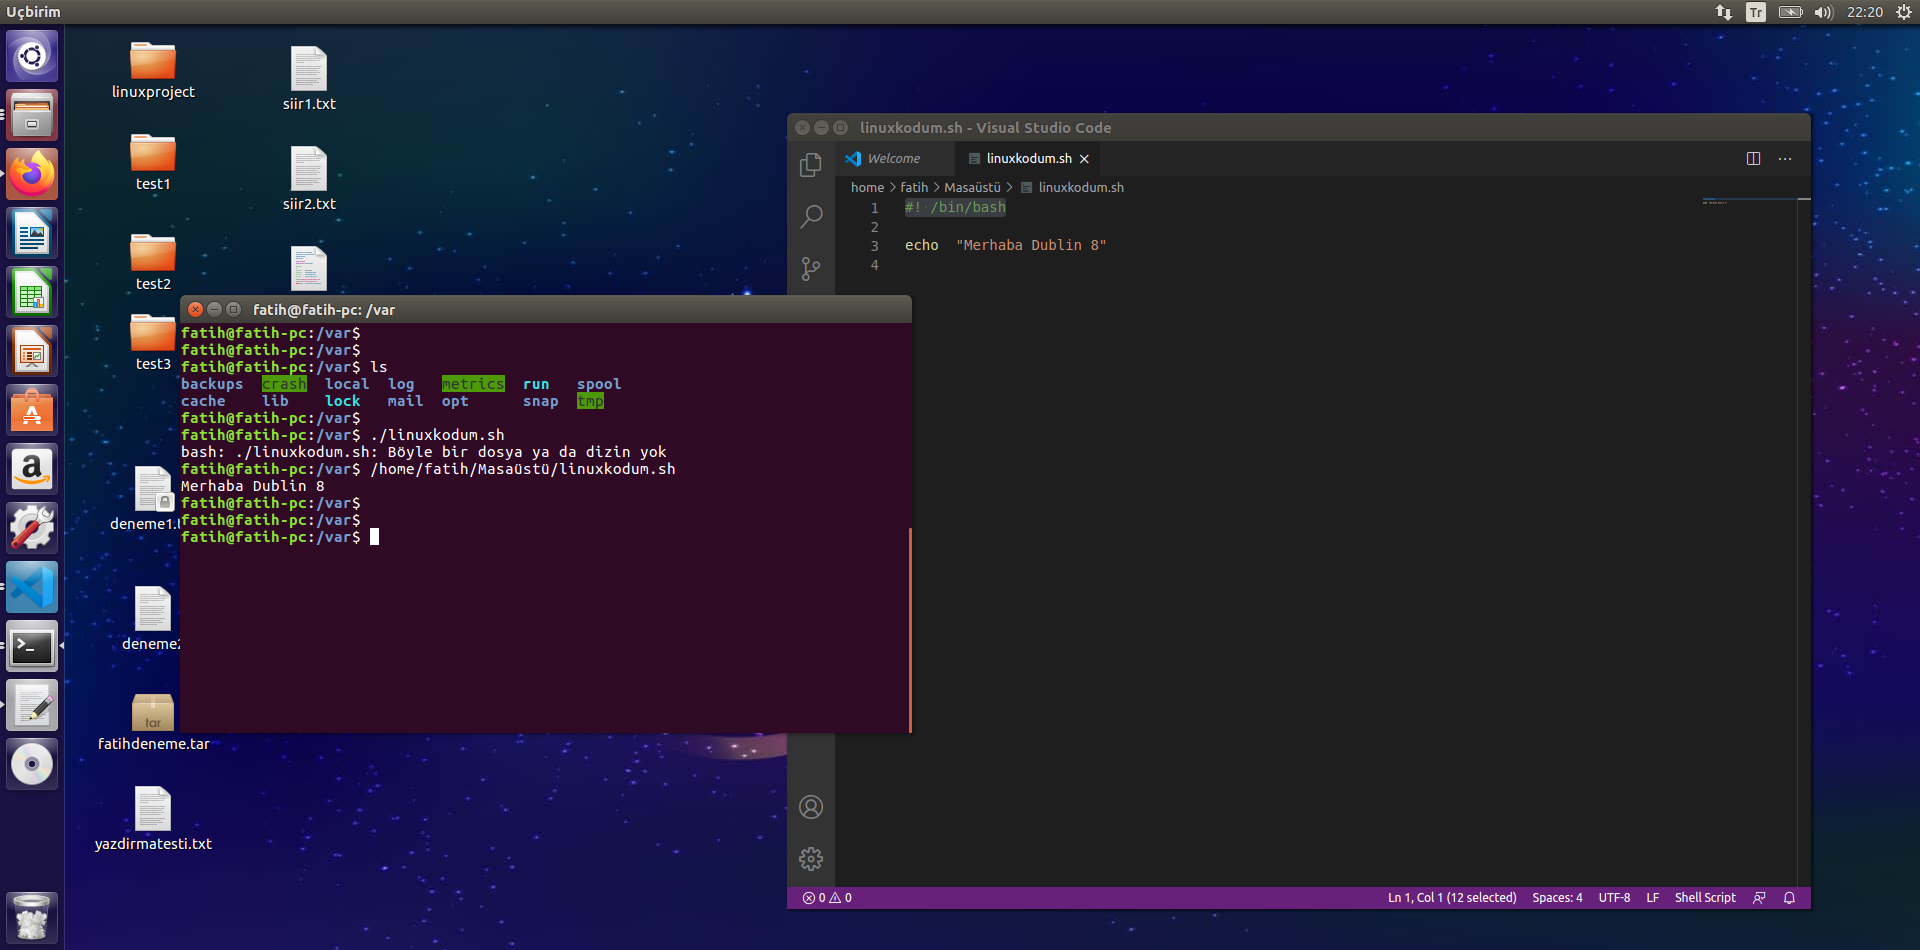 Uçbirim
Tr
22:20
linuxproject
siir1.txt
test1
siir2.txt
test2
test3
deneme1.t
deneme2
tar
fatihdeneme.tar
yazdirmatesti.txt
linuxkodum.sh - Visual Studio Code
Welcome
linuxkodum.sh
home > fatih > Masaüstü > linuxkodum.sh
1 #! /bin/bash
2
3 echo  "Merhaba Dublin 8"
4
fatih@fatih-pc: /var
fatih@fatih-pc:/var$
fatih@fatih-pc:/var$
fatih@fatih-pc:/var$ ls
backups  crash  local  log  metrics  run  spool
cache  lib  lock  mail  opt  snap  tmp
fatih@fatih-pc:/var$
fatih@fatih-pc:/var$ ./linuxkodum.sh
bash: ./linuxkodum.sh: Böyle bir dosya ya da dizin yok
fatih@fatih-pc:/var$ /home/fatih/Masaüstü/linuxkodum.sh
Merhaba Dublin 8
fatih@fatih-pc:/var$
fatih@fatih-pc:/var$
fatih@fatih-pc:/var$
0 0
Ln 1, Col 1 (12 selected) Spaces: 4 UTF-8 LF Shell Script